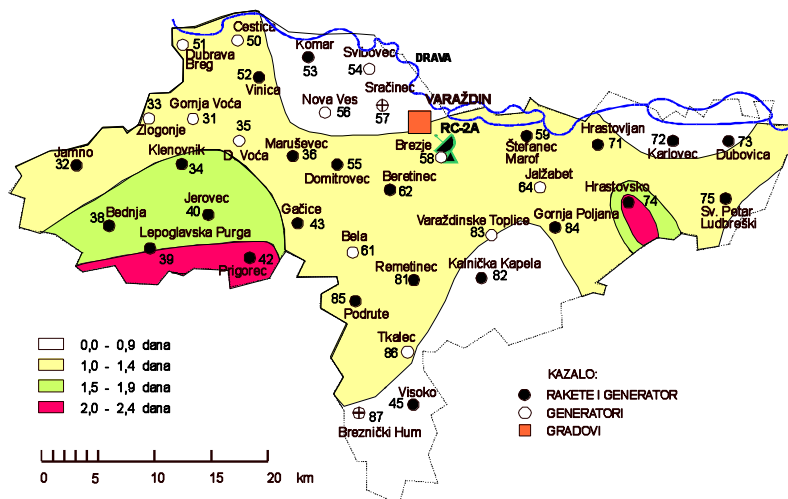 Cestica
50
51
Dubrava
Breg
Komar
53
Svibovec
54
DRAVA
52
Vinica
Sračinec
57
VARAŽDIN
Nova Ves
56
33
Zlogonje
Gornja Voća
31
35
D. Voća
RC-2A
Brezje
58
59
Šteranec
Marof
Hrastovljan
71
72
Karlovec
73
Dubovica
Jamno
32
Klenovnik
34
Maruševec
36
55
Domitrovec
Beretinec
62
Jalžabet
64
Hrastovsko
74
75
Sv. Petar
Ludbreški
Jerovec
40
38
Bednja
Gačice
43
Varaždinske Toplice
83
Gornja Poljana
84
Lepoglavska Purga
39
42
Prigorec
Bela
61
Remetinec
81
Kalnička Kapela
82
85
Podrute
Tkalec
86
Visoko
45
87
Breznički Hum
0,0 - 0,9 dana
1,0 - 1,4 dana
1,5 - 1,9 dana
2,0 - 2,4 dana
KAZALO:
RAKETE I GENERATOR
GENERATORI
GRADOVI
0 5 10 15 20 km